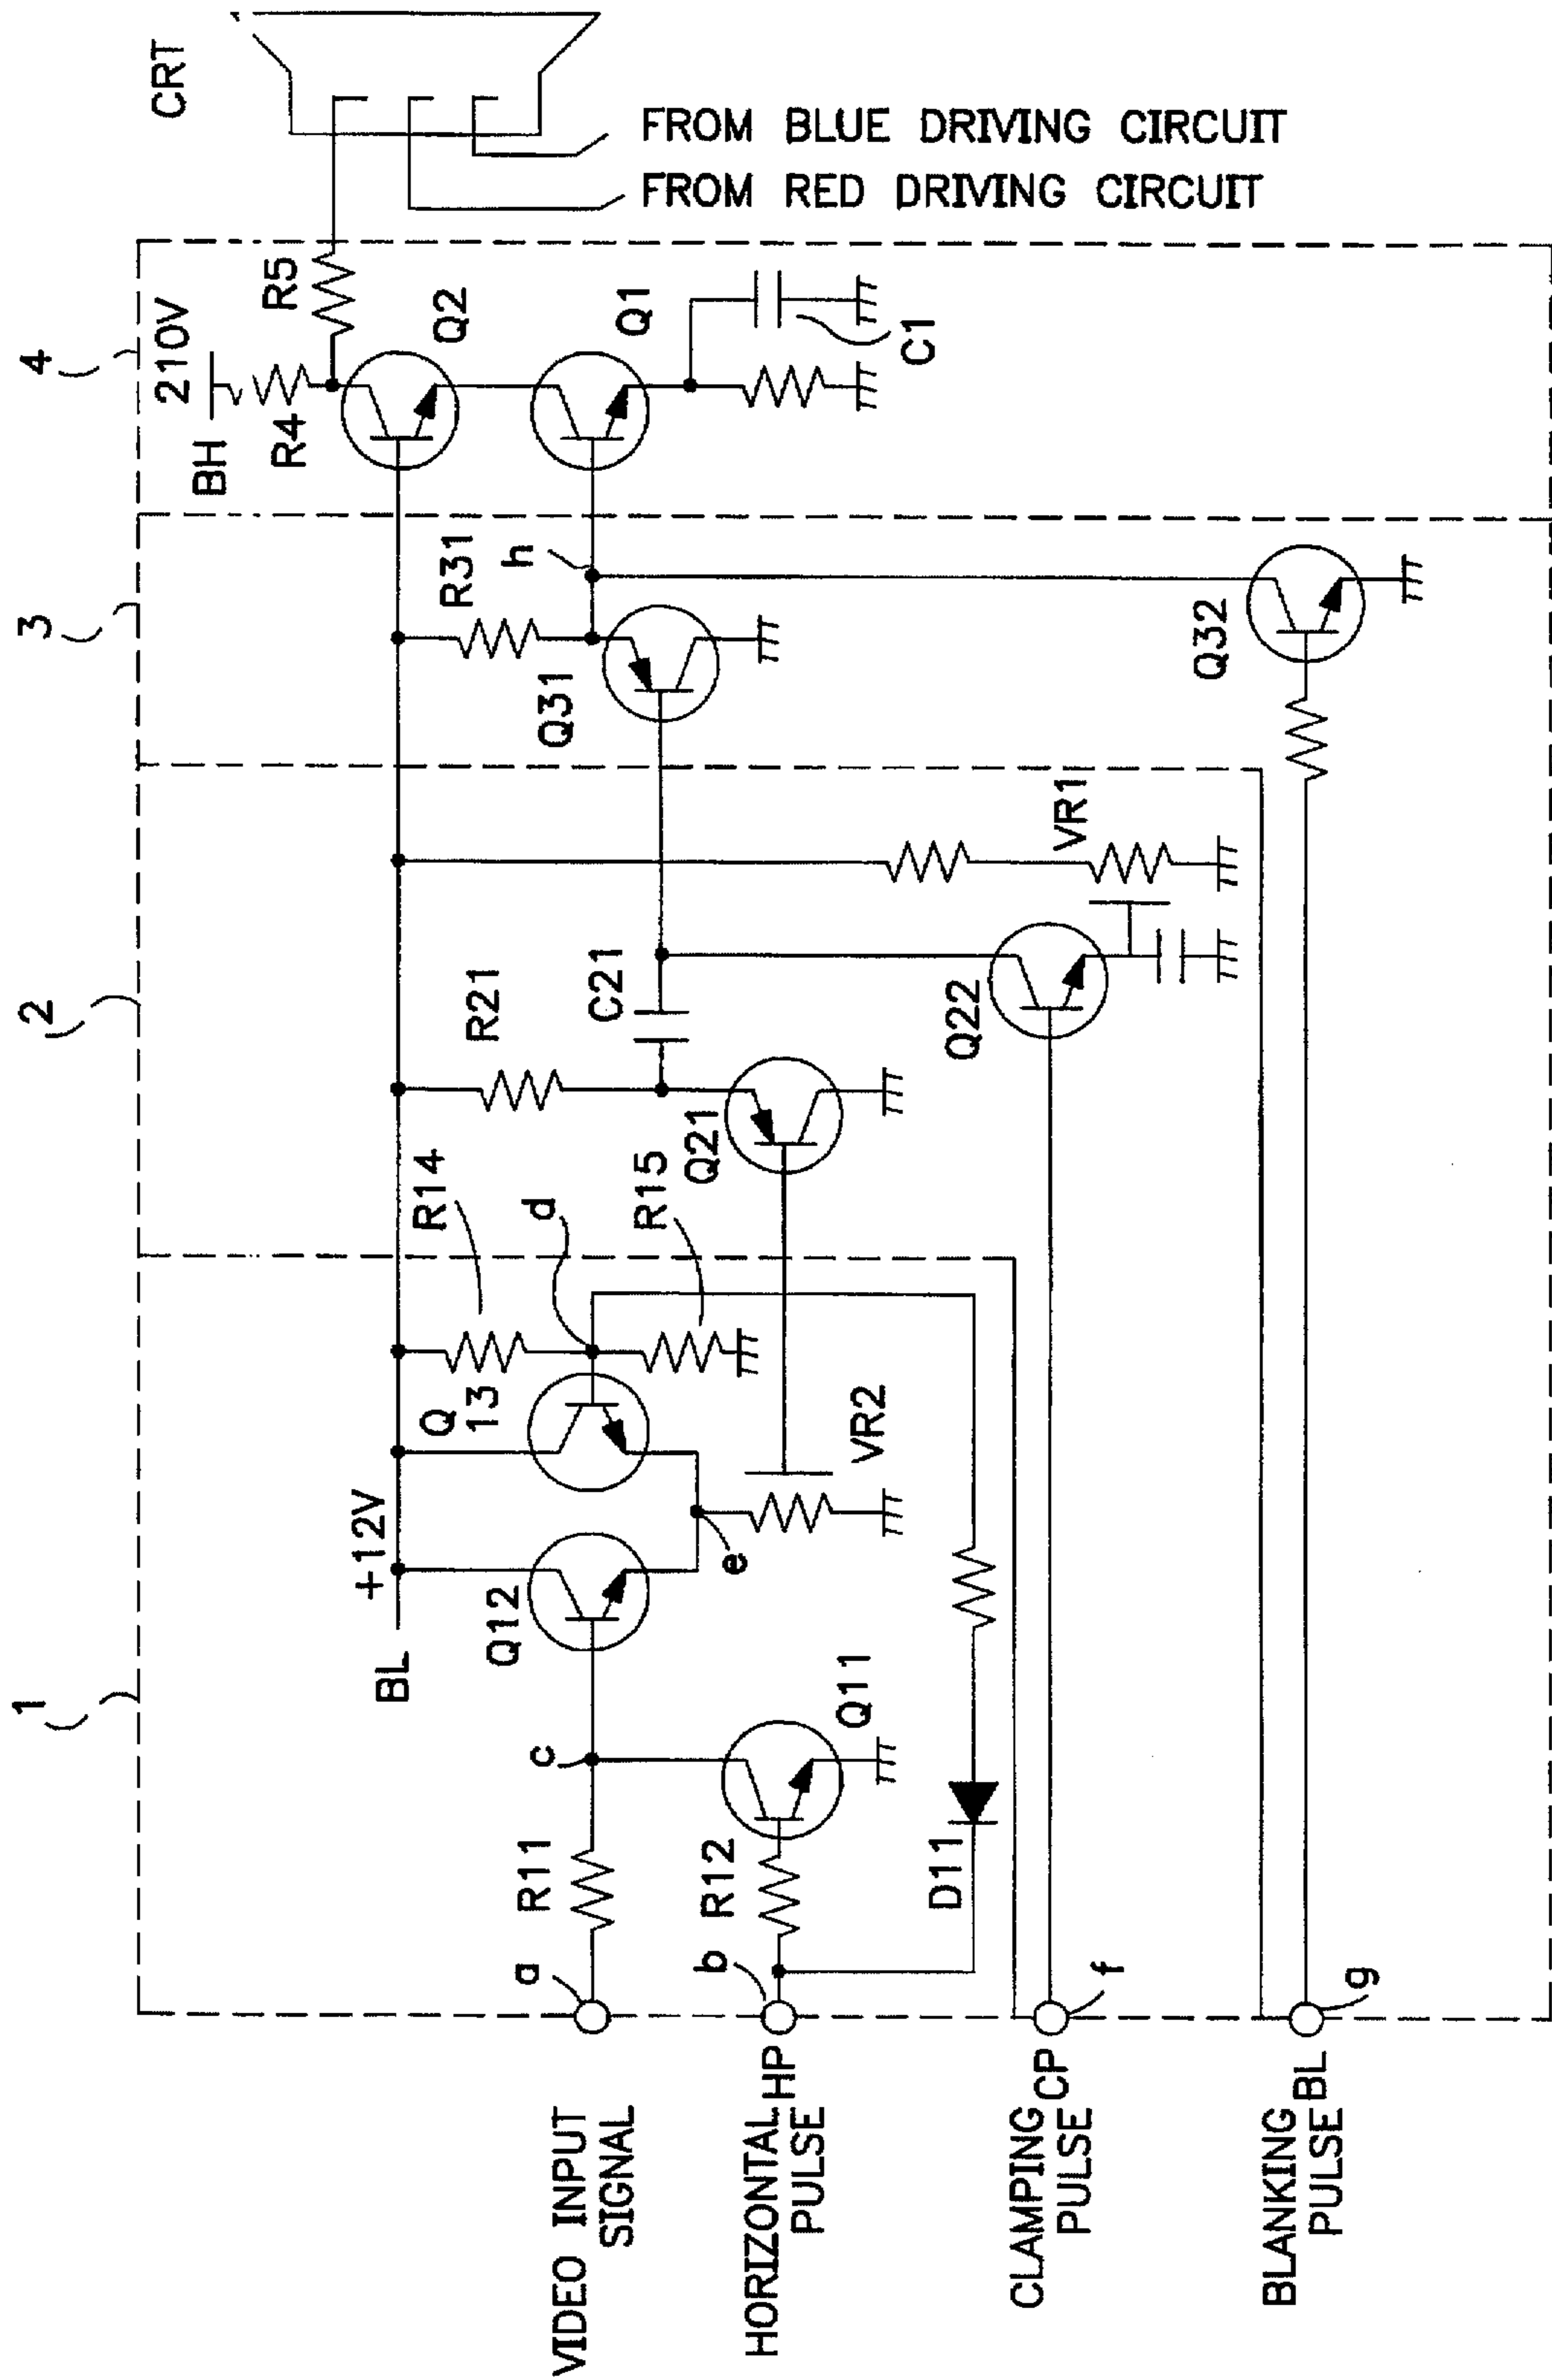 1
2
3
4
BL
+12V
BH
210V
CRT
R4
R5
Q2
Q1
C1
FROM BLUE DRIVING CIRCUIT
FROM RED DRIVING CIRCUIT
R14
R21
R31
h
Q
13
d
R15
C21
Q31
Q12
e
VR2
Q21
Q22
VR1
Q32
VIDEO INPUT
SIGNAL
a
R11
c
HORIZONTAL HP
PULSE
b
R12
Q11
D11
CLAMPING CP
PULSE
f
BLANKING BL
PULSE
g